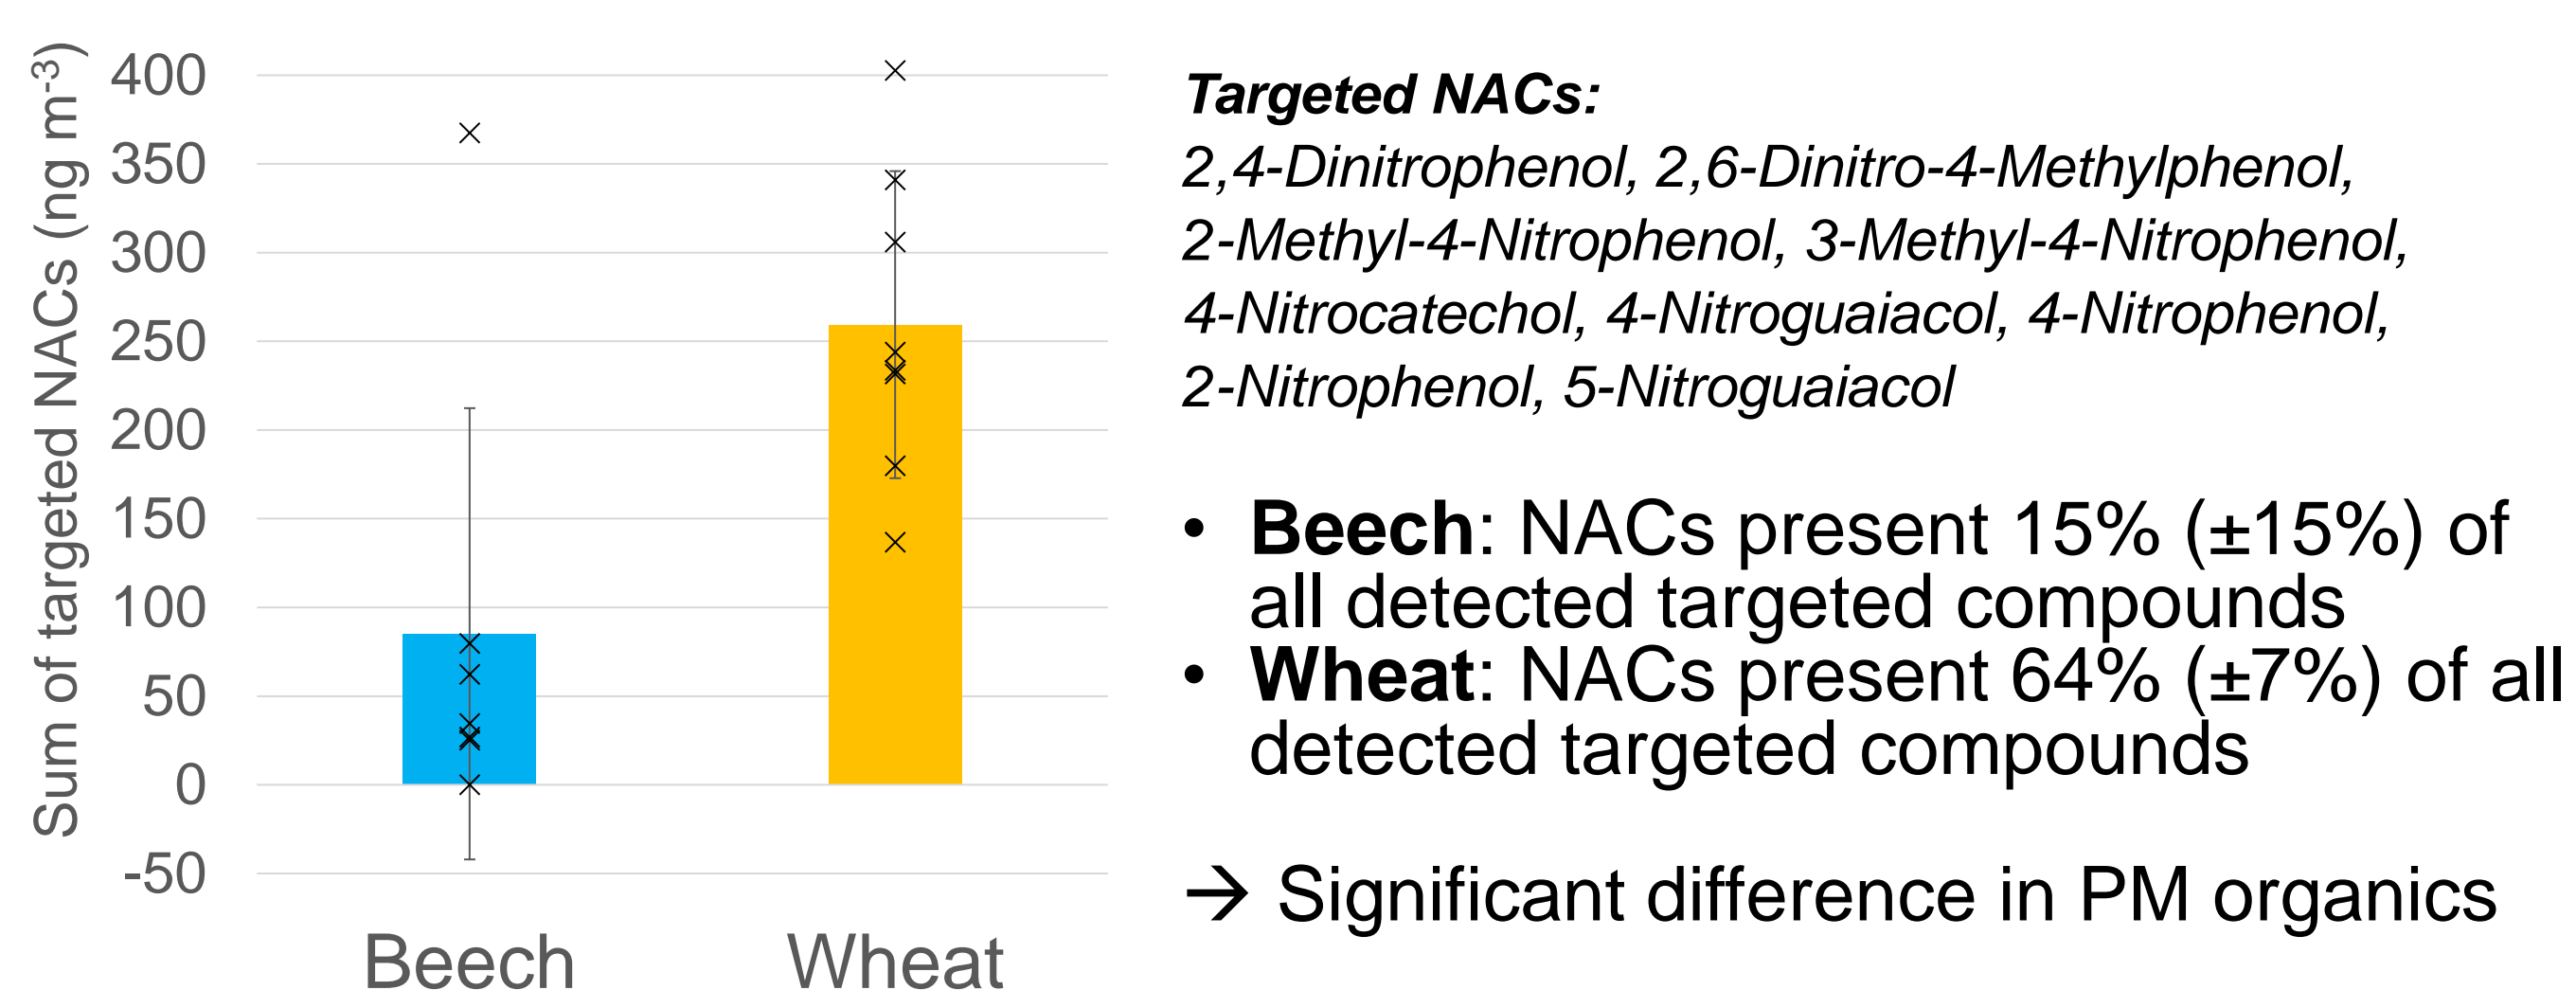 Sum of targeted NACs (ng m-3)
400
350
300
250
200
150
100
50
0
-50
Beech
Wheat
Targeted NACs:
2,4-Dinitrophenol, 2,6-Dinitro-4-Methylphenol,
2-Methyl-4-Nitrophenol, 3-Methyl-4-Nitrophenol,
4-Nitrocatechol, 4-Nitroguaiacol, 4-Nitrophenol,
2-Nitrophenol, 5-Nitroguaiacol
• Beech: NACs present 15% (±15%) of
all detected targeted compounds
• Wheat: NACs present 64% (±7%) of all
detected targeted compounds
→ Significant difference in PM organics